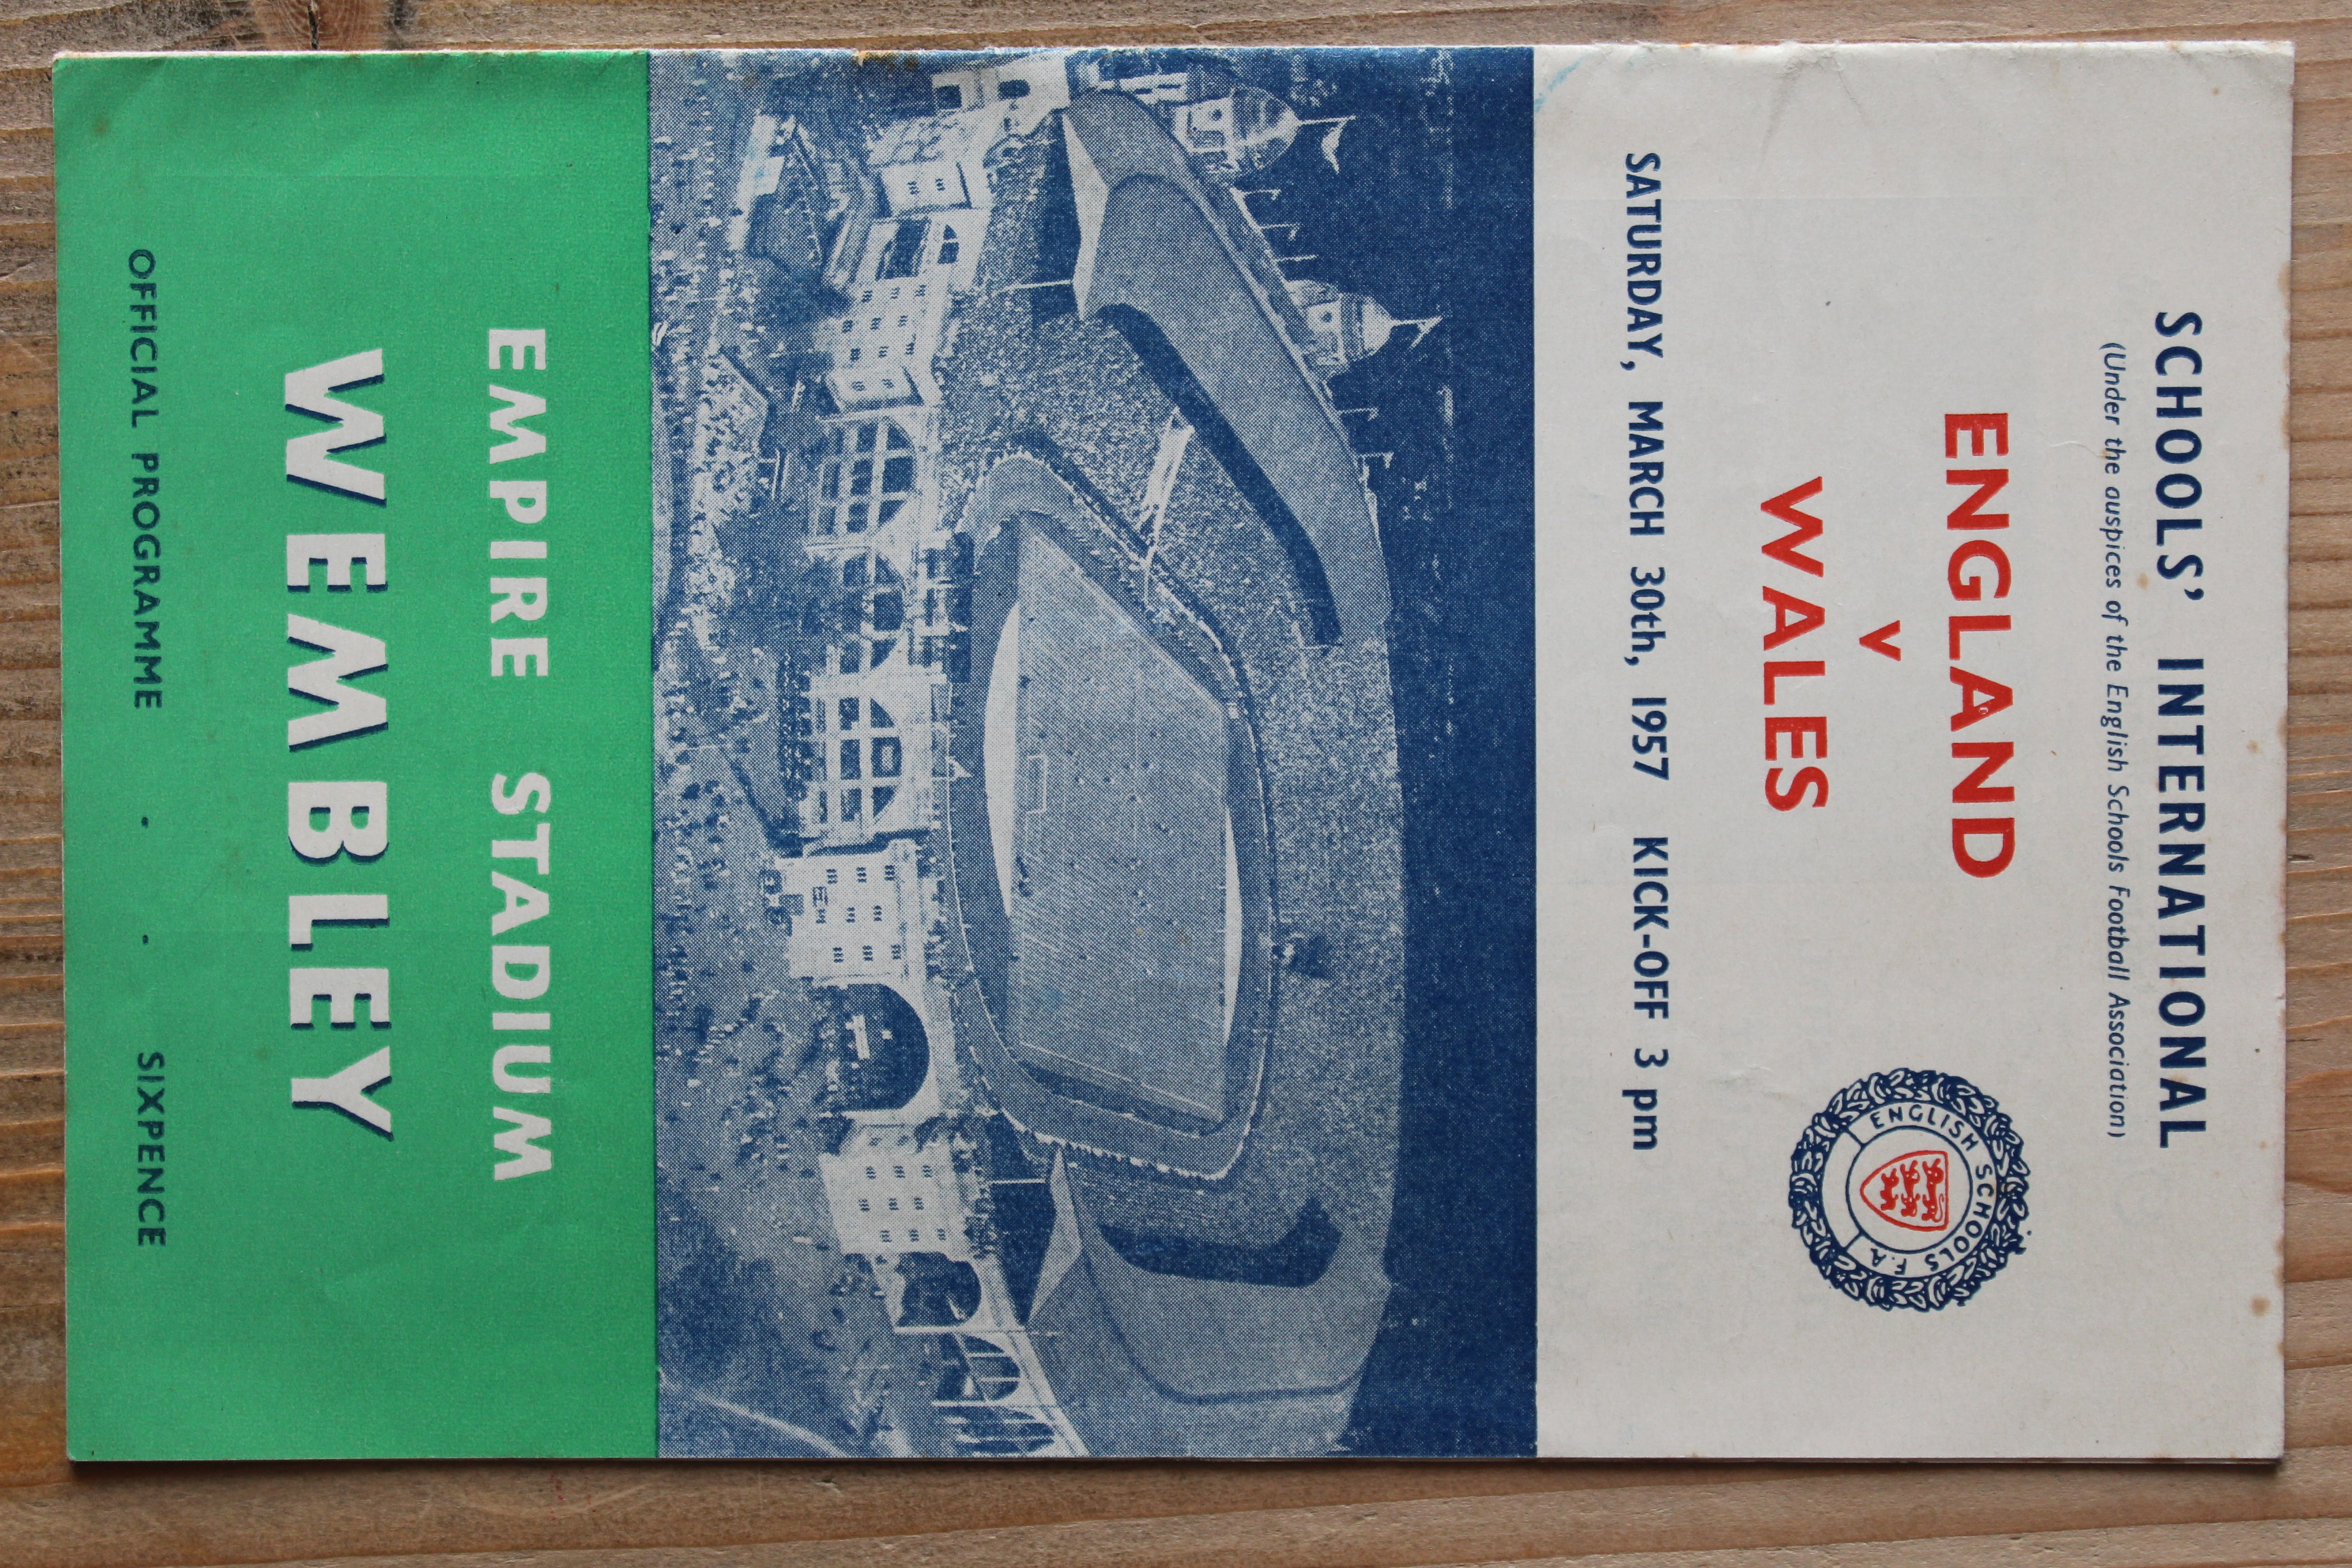 SCHOOLS' INTERNATIONAL
(Under the auspices of the English Schools Football Association)
ENGLAND
v
WALES
ENGLISH SCHOOLS F.A.
SATURDAY, MARCH 30th, 1957 KICK-OFF 3 pm
EMPIRE STADIUM
WEMBLEY
OFFICIAL PROGRAMME · · SIXPENCE